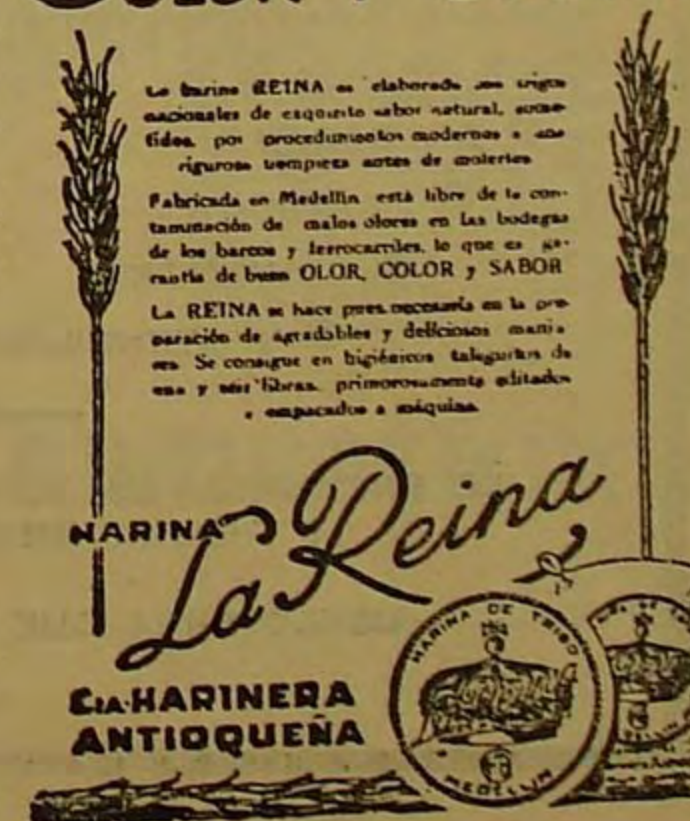 La harina REINA es elaborada con trigos
nacionales de exquisito sabor natural, some-
tidos, por procedimientos modernos a una
rigurosa limpieza antes de molerlos
Fabricada en Medellín está libre de la con-
taminación de malos olores en las bodegas
de los barcos y ferrocarriles, lo que es ga-
rantía de buen OLOR, COLOR y SABOR
La REINA se hace pues necesaria en la pre-
paración de agradables y deliciosos manja-
res. Se consigue en higiénicos taleguitos de
una y seis libras, primorosamente editados
y empacados a máquina
HARINA
La Reina
CIA. HARINERA
ANTIOQUEÑA
HARINA DE TRIGO
MEDELLIN